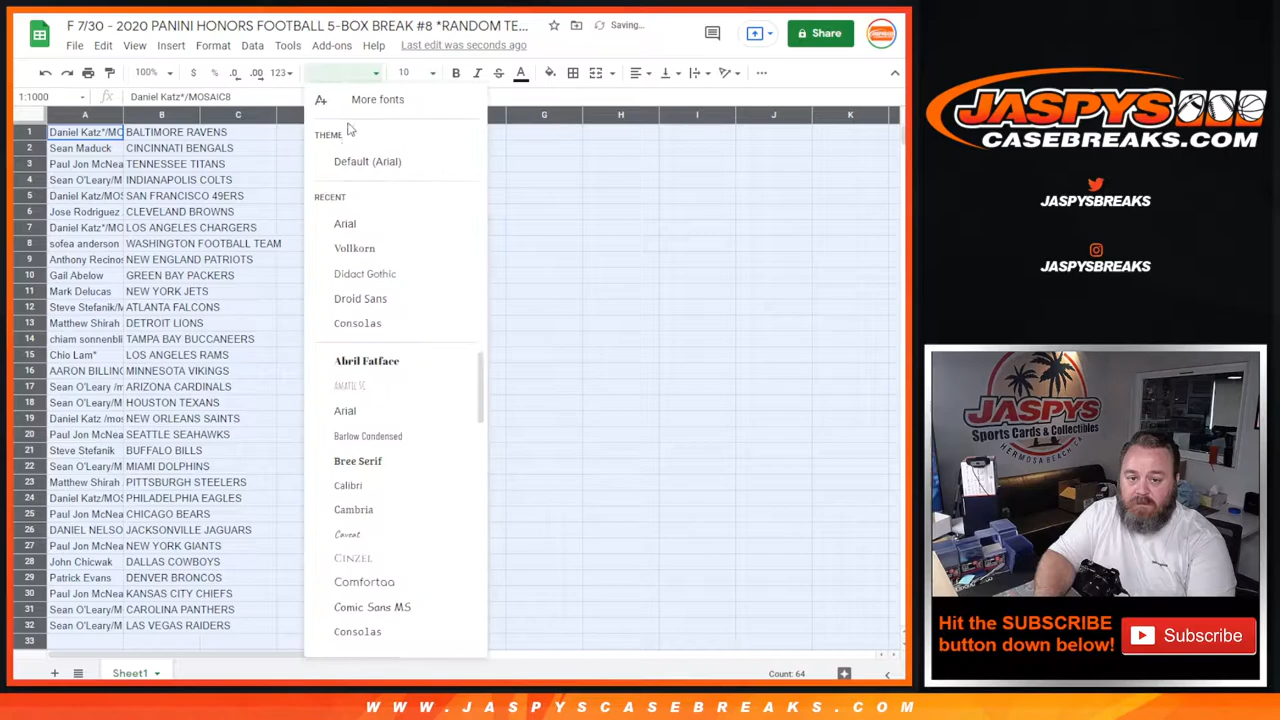 F 7/30 - 2020 PANINI HONORS FOOTBALL 5-BOX BREAK #8 *RANDOM TE...
Saving...
Share
File Edit View Insert Format Data Tools Add-ons Help Last edit was seconds ago
100% $ % .0 .00 123 10 B I S A
1:1000 fx Daniel Katz*/MOSAIC8
A B C G H I J K
1 Daniel Katz*/MO BALTIMORE RAVENS
2 Sean Maduck CINCINNATI BENGALS
3 Paul Jon McNea TENNESSEE TITANS
4 Sean O'Leary/M INDIANAPOLIS COLTS
5 Daniel Katz/MOS SAN FRANCISCO 49ERS
6 Jose Rodriguez CLEVELAND BROWNS
7 Daniel Katz*/MO LOS ANGELES CHARGERS
8 sofea anderson WASHINGTON FOOTBALL TEAM
9 Anthony Recinos NEW ENGLAND PATRIOTS
10 Gail Abelow GREEN BAY PACKERS
11 Mark Delucas NEW YORK JETS
12 Steve Stefanik/M ATLANTA FALCONS
13 Matthew Shirah DETROIT LIONS
14 chiam sonnenbli TAMPA BAY BUCCANEERS
15 Chio Lam* LOS ANGELES RAMS
16 AARON BILLING MINNESOTA VIKINGS
17 Sean O'Leary /m ARIZONA CARDINALS
18 Sean O'Leary/M HOUSTON TEXANS
19 Daniel Katz /mos NEW ORLEANS SAINTS
20 Paul Jon McNea SEATTLE SEAHAWKS
21 Steve Stefanik BUFFALO BILLS
22 Sean O'Leary/M MIAMI DOLPHINS
23 Matthew Shirah PITTSBURGH STEELERS
24 Daniel Katz/MOS PHILADELPHIA EAGLES
25 Paul Jon McNea CHICAGO BEARS
26 DANIEL NELSO JACKSONVILLE JAGUARS
27 Paul Jon McNea NEW YORK GIANTS
28 John Chicwak DALLAS COWBOYS
29 Patrick Evans DENVER BRONCOS
30 Paul Jon McNea KANSAS CITY CHIEFS
31 Sean O'Leary/M CAROLINA PANTHERS
32 Sean O'Leary/M LAS VEGAS RAIDERS
33
More fonts
THEME
Default (Arial)
RECENT
Arial
Vollkorn
Didact Gothic
Droid Sans
Consolas
Abril Fatface
AMATIC SC
Arial
Barlow Condensed
Bree Serif
Calibri
Cambria
Caveat
CINZEL
Comfortaa
Comic Sans MS
Consolas
Sheet1
Count: 64
JASPYS
CASEBREAKS.COM
JASPYSBREAKS
JASPYSBREAKS
JASPYS
Sports Cards & Collectibles
HERMOSA BEACH CA
Hit the SUBSCRIBE
button down below!
Subscribe
WWW.JASPYSCASEBREAKS.COM